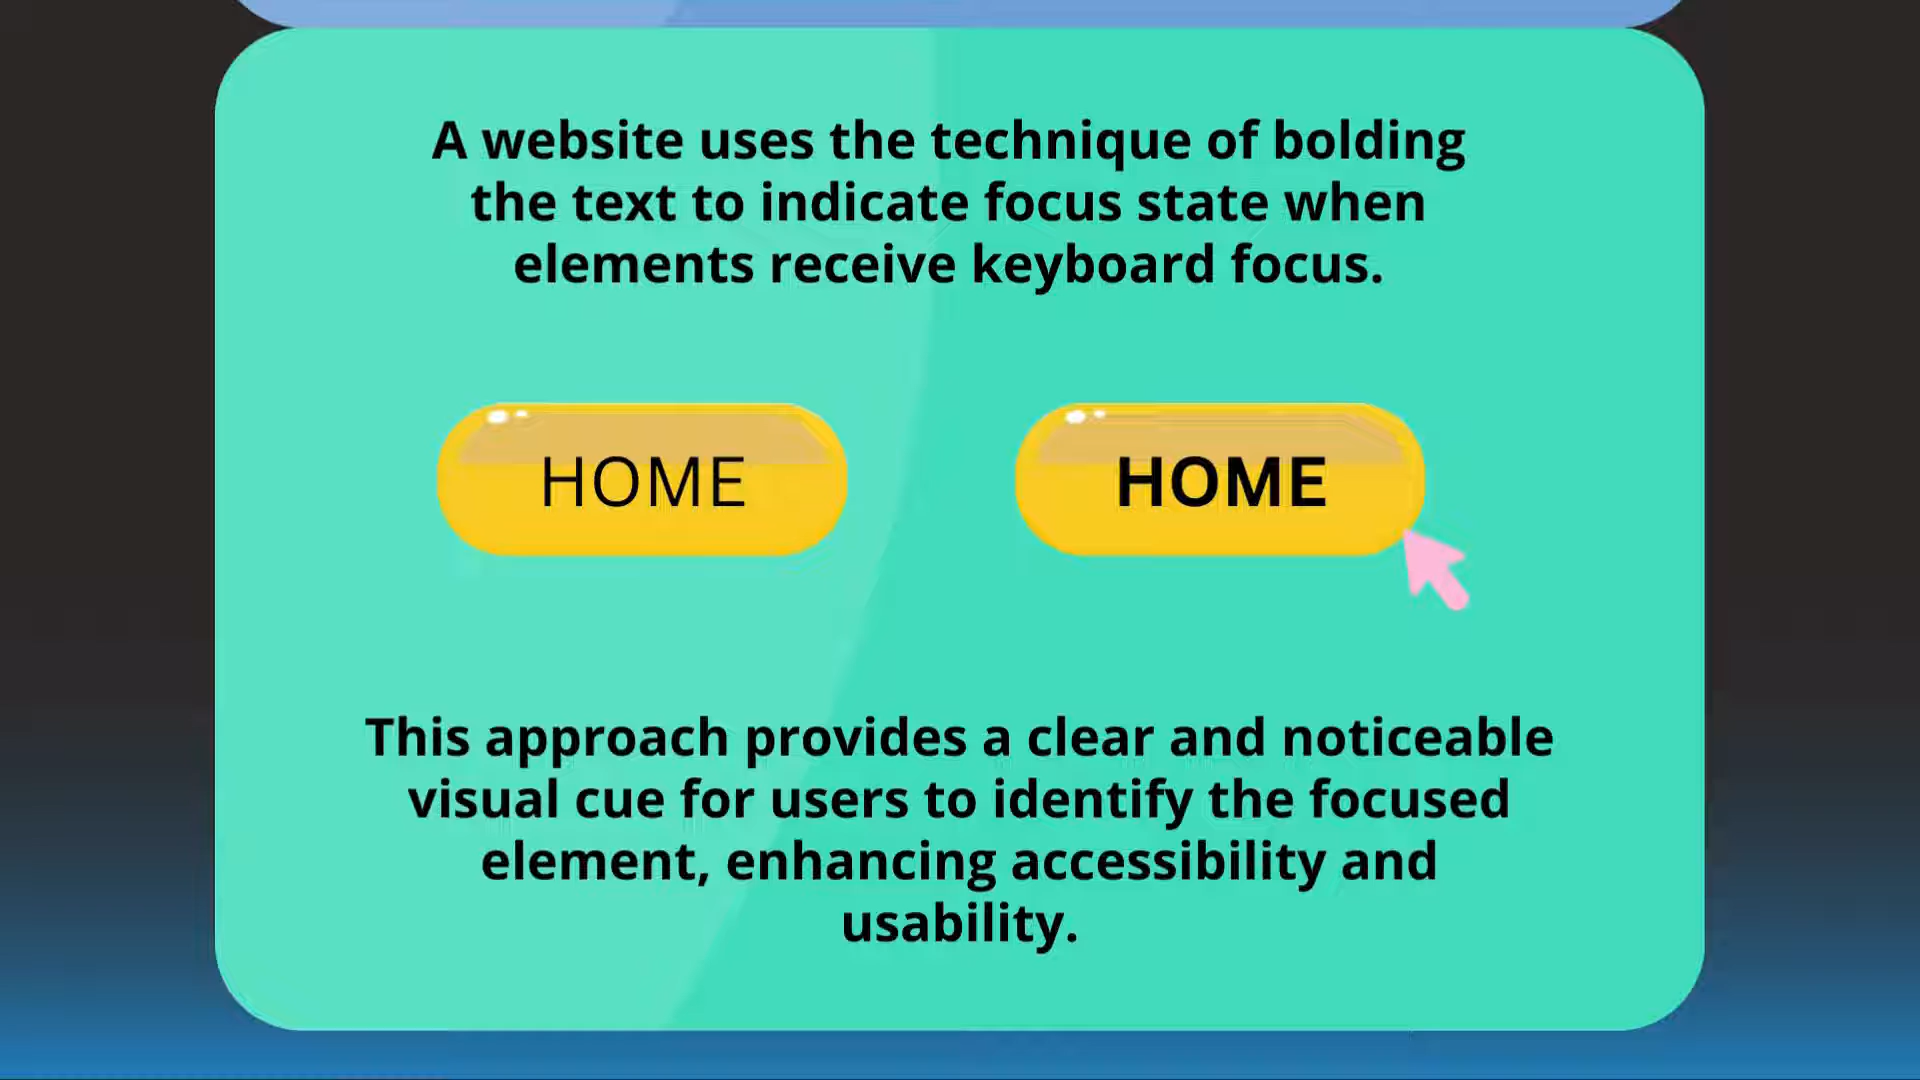 A website uses the technique of bolding
the text to indicate focus state when
elements receive keyboard focus.
HOME
HOME
This approach provides a clear and noticeable
visual cue for users to identify the focused
element, enhancing accessibility and
usability.